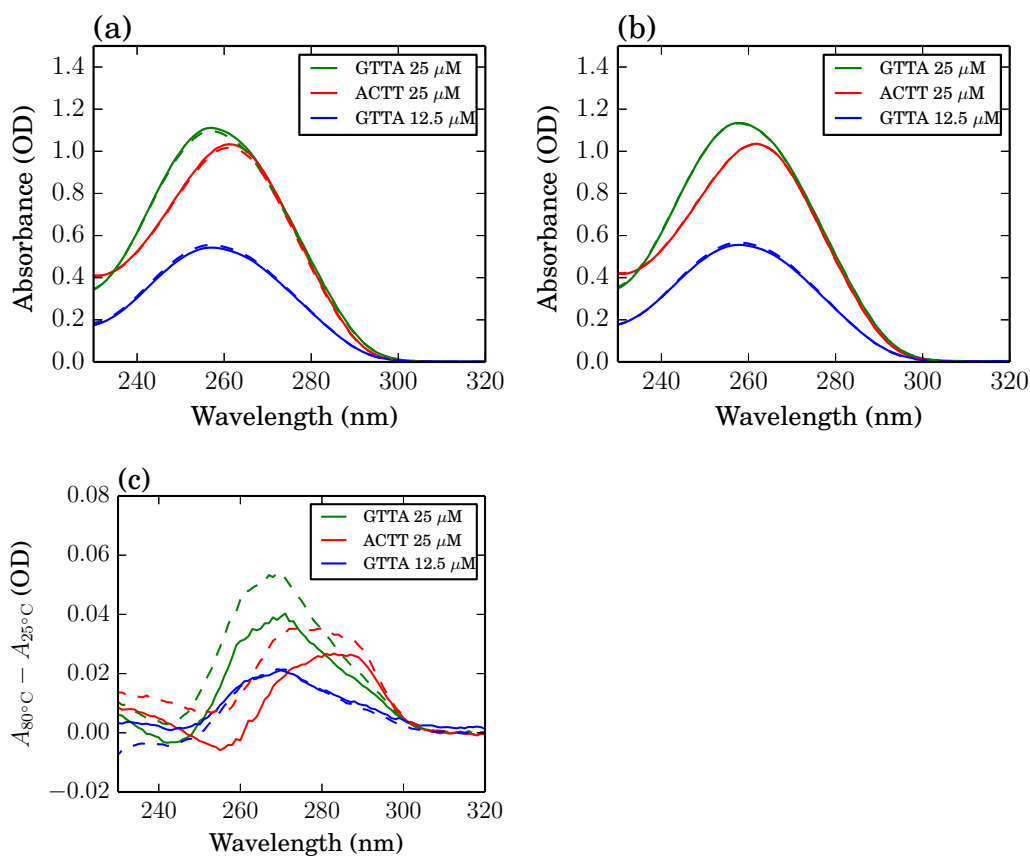 (a)
1.4
1.2
1.0
0.8
0.6
0.4
0.2
0.0
Absorbance (OD)
GTTA 25 μM
ACTT 25 μM
GTTA 12.5 μM
240 260 280 300 320
Wavelength (nm)
(b)
1.4
1.2
1.0
0.8
0.6
0.4
0.2
0.0
Absorbance (OD)
GTTA 25 μM
ACTT 25 μM
GTTA 12.5 μM
240 260 280 300 320
Wavelength (nm)
(c)
0.08
0.06
0.04
0.02
0.00
−0.02
A80°C − A25°C (OD)
GTTA 25 μM
ACTT 25 μM
GTTA 12.5 μM
240 260 280 300 320
Wavelength (nm)